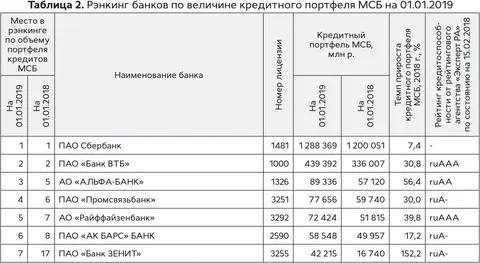 Таблица 2. Рэнкинг банков по величине кредитного портфеля МСБ на 01.01.2019
Место в рэнкинге по объему портфеля кредитов МСБ | Наименование банка | Номер лицензии | Кредитный портфель МСБ, млн р. | Темп прироста кредитного портфеля МСБ, 2018 г., % | Рейтинг кредитоспособ-ности от рейтингового агентства «Эксперт РА» по состоянию на 15.02.2018
На 01.01.2019 | На 01.01.2018 | На 01.01.2019 | На 01.01.2018
1 | 1 | ПАО Сбербанк | 1481 | 1 288 369 | 1 200 051 | 7,4 | -
2 | 2 | ПАО «Банк ВТБ» | 1000 | 439 392 | 336 007 | 30,8 | ruAAA
3 | 5 | АО «АЛЬФА-БАНК» | 1326 | 89 336 | 57 120 | 56,4 | ruAA
4 | 6 | ПАО «Промсвязьбанк» | 3251 | 77 656 | 59 740 | 30,0 | ruA-
5 | 7 | АО «Райффайзенбанк» | 3292 | 72 424 | 51 815 | 39,8 | ruAAA
6 | 8 | ПАО «АК БАРС» БАНК | 2590 | 58 548 | 49 957 | 17,2 | ruA-
7 | 17 | ПАО «Банк ЗЕНИТ» | 3255 | 42 215 | 16 740 | 152,2 | ruA-